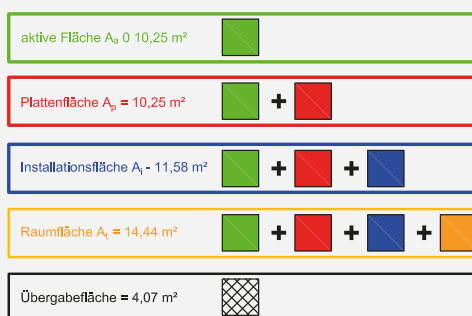 aktive Fläche Aₐ 0 10,25 m²
+
Plattenfläche Aₚ = 10,25 m²
+ +
Installationsfläche Aᵢ - 11,58 m²
+ + +
Raumfläche Aₜ = 14,44 m²
Übergabefläche = 4,07 m²